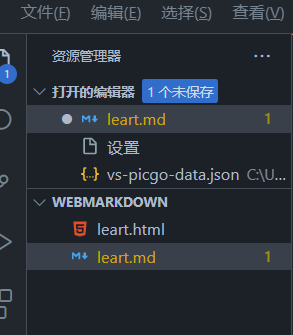 文件(F) 编辑(E) 选择(S) 查看(V)
资源管理器 ···
1
打开的编辑器 1 个未保存
leart.md 1
设置
vs-picgo-data.json C:\U...
WEBMARKDOWN
leart.html
leart.md 1